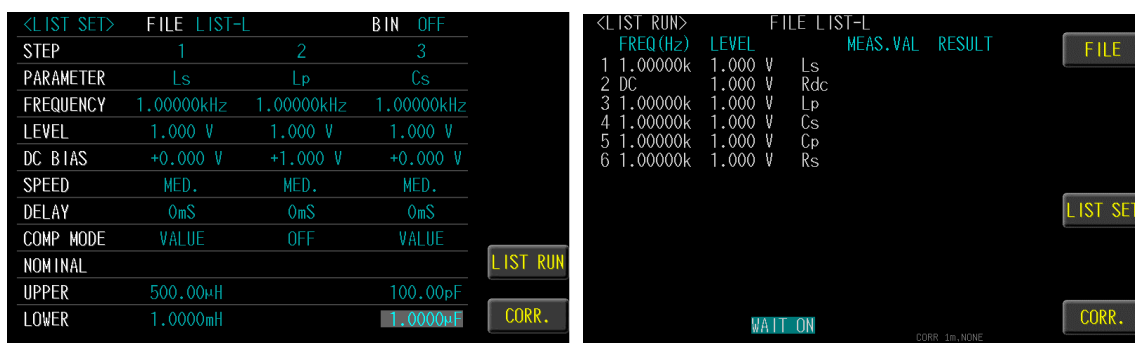 <LIST SET> FILE LIST-L BIN OFF
STEP 1 2 3
PARAMETER Ls Lp Cs
FREQUENCY 1.00000kHz 1.00000kHz 1.00000kHz
LEVEL 1.000 V 1.000 V 1.000 V
DC BIAS +0.000 V +1.000 V +0.000 V
SPEED MED. MED. MED.
DELAY 0mS 0mS 0mS
COMP MODE VALUE OFF VALUE
NOMINAL
UPPER 500.00μH 100.00pF
LOWER 1.0000mH 1.0000μF
LIST RUN
CORR.
<LIST RUN> FILE LIST-L
FREQ(Hz) LEVEL MEAS.VAL RESULT
1 1.00000k 1.000 V Ls
2 DC 1.000 V Rdc
3 1.00000k 1.000 V Lp
4 1.00000k 1.000 V Cs
5 1.00000k 1.000 V Cp
6 1.00000k 1.000 V Rs
WAIT ON
CORR 1m,NONE
FILE
LIST SET
CORR.